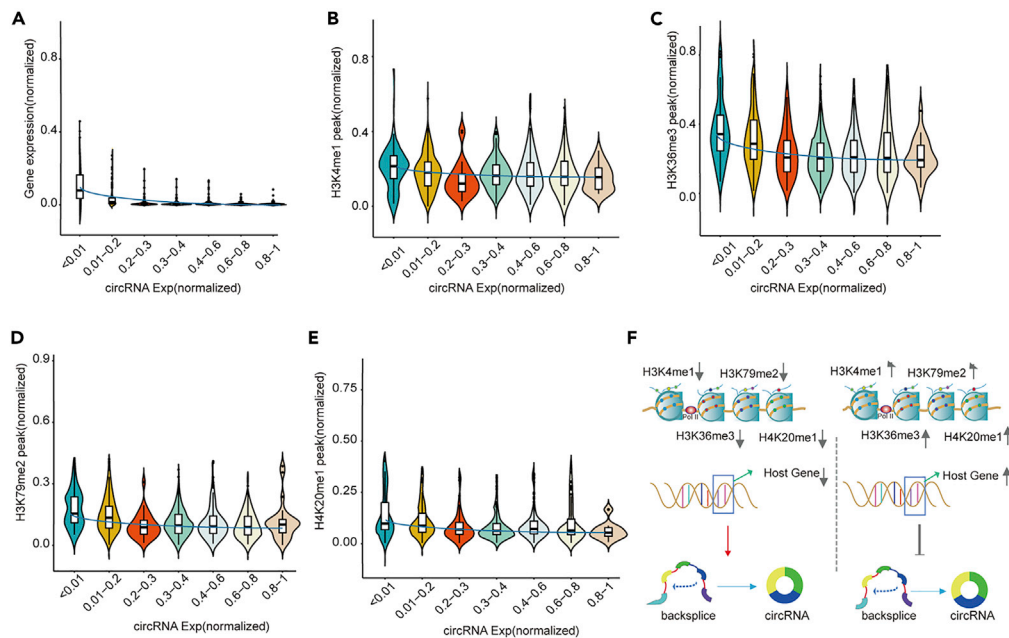 A
Gene expression(normalized)
0.8
0.4
0.0
<0.01
0.01–0.2
0.2–0.3
0.3–0.4
0.4–0.6
0.6–0.8
0.8–1
circRNA Exp(normalized)
B
H3K4me1 peak(normalized)
0.8
0.4
0.0
<0.01
0.01–0.2
0.2–0.3
0.3–0.4
0.4–0.6
0.6–0.8
0.8–1
circRNA Exp(normalized)
C
H3K36me3 peak(normalized)
0.8
0.4
0.0
<0.01
0.01–0.2
0.2–0.3
0.3–0.4
0.4–0.6
0.6–0.8
0.8–1
circRNA Exp(normalized)
D
H3K79me2 peak(normalized)
0.9
0.3
0.0
<0.01
0.01–0.2
0.2–0.3
0.3–0.4
0.4–0.6
0.6–0.8
0.8–1
circRNA Exp(normalized)
E
H4K20me1 peak(normalized)
0.75
0.50
0.25
0.00
<0.01
0.01–0.2
0.2–0.3
0.3–0.4
0.4–0.6
0.6–0.8
0.8–1
circRNA Exp(normalized)
F
H3K4me1 H3K79me2
Pol II
H3K36me3 H4K20me1
Host Gene
backsplice circRNA
H3K4me1 H3K79me2
Pol II
H3K36me3 H4K20me1
Host Gene
backsplice circRNA